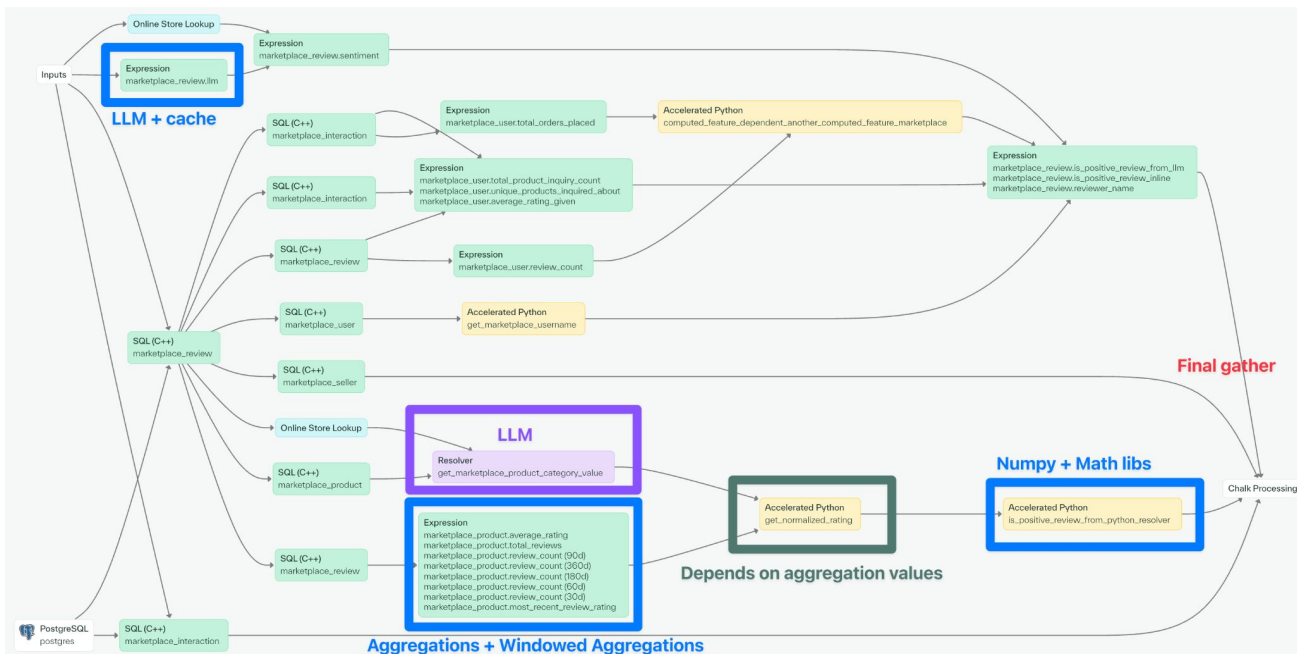 Online Store Lookup
Expression
marketplace_review.sentiment
Inputs
Expression
marketplace_review.llm
LLM + cache
SQL (C++)
marketplace_interaction
Expression
marketplace_user.total_orders_placed
Accelerated Python
computed_feature_dependent_another_computed_feature_marketplace
Expression
marketplace_review.is_positive_review_from_llm
marketplace_review.is_positive_review_inline
marketplace_review.reviewer_name
SQL (C++)
marketplace_interaction
Expression
marketplace_user.total_product_inquiry_count
marketplace_user.unique_products_inquired_about
marketplace_user.average_rating_given
SQL (C++)
marketplace_review
Expression
marketplace_user.review_count
SQL (C++)
marketplace_user
Accelerated Python
get_marketplace_username
SQL (C++)
marketplace_review
SQL (C++)
marketplace_seller
Final gather
Online Store Lookup
LLM
Resolver
get_marketplace_product_category_value
SQL (C++)
marketplace_product
Numpy + Math libs
Chalk Processing
Accelerated Python
get_normalized_rating
Accelerated Python
is_positive_review_from_python_resolver
Depends on aggregation values
SQL (C++)
marketplace_review
Expression
marketplace_product.average_rating
marketplace_product.total_reviews
marketplace_product.review_count (90d)
marketplace_product.review_count (360d)
marketplace_product.review_count (180d)
marketplace_product.review_count (60d)
marketplace_product.review_count (30d)
marketplace_product.most_recent_review_rating
PostgreSQL
postgres
SQL (C++)
marketplace_interaction
Aggregations + Windowed Aggregations